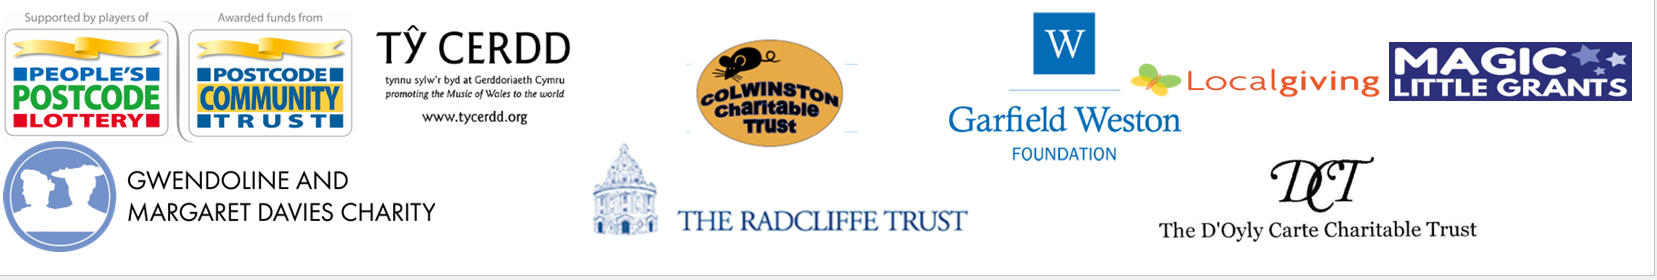 Supported by players of
PEOPLE'S
POSTCODE
LOTTERY
Awarded funds from
POSTCODE
COMMUNITY
TRUST
TŶ CERDD
tynnu sylw'r byd at Gerddoriaeth Cymru
promoting the Music of Wales to the world
www.tycerdd.org
COLWINSTON
Charitable
Trust
W
Garfield Weston
FOUNDATION
Localgiving
MAGIC
LITTLE GRANTS
GWENDOLINE AND
MARGARET DAVIES CHARITY
THE RADCLIFFE TRUST
DCT
The D'Oyly Carte Charitable Trust